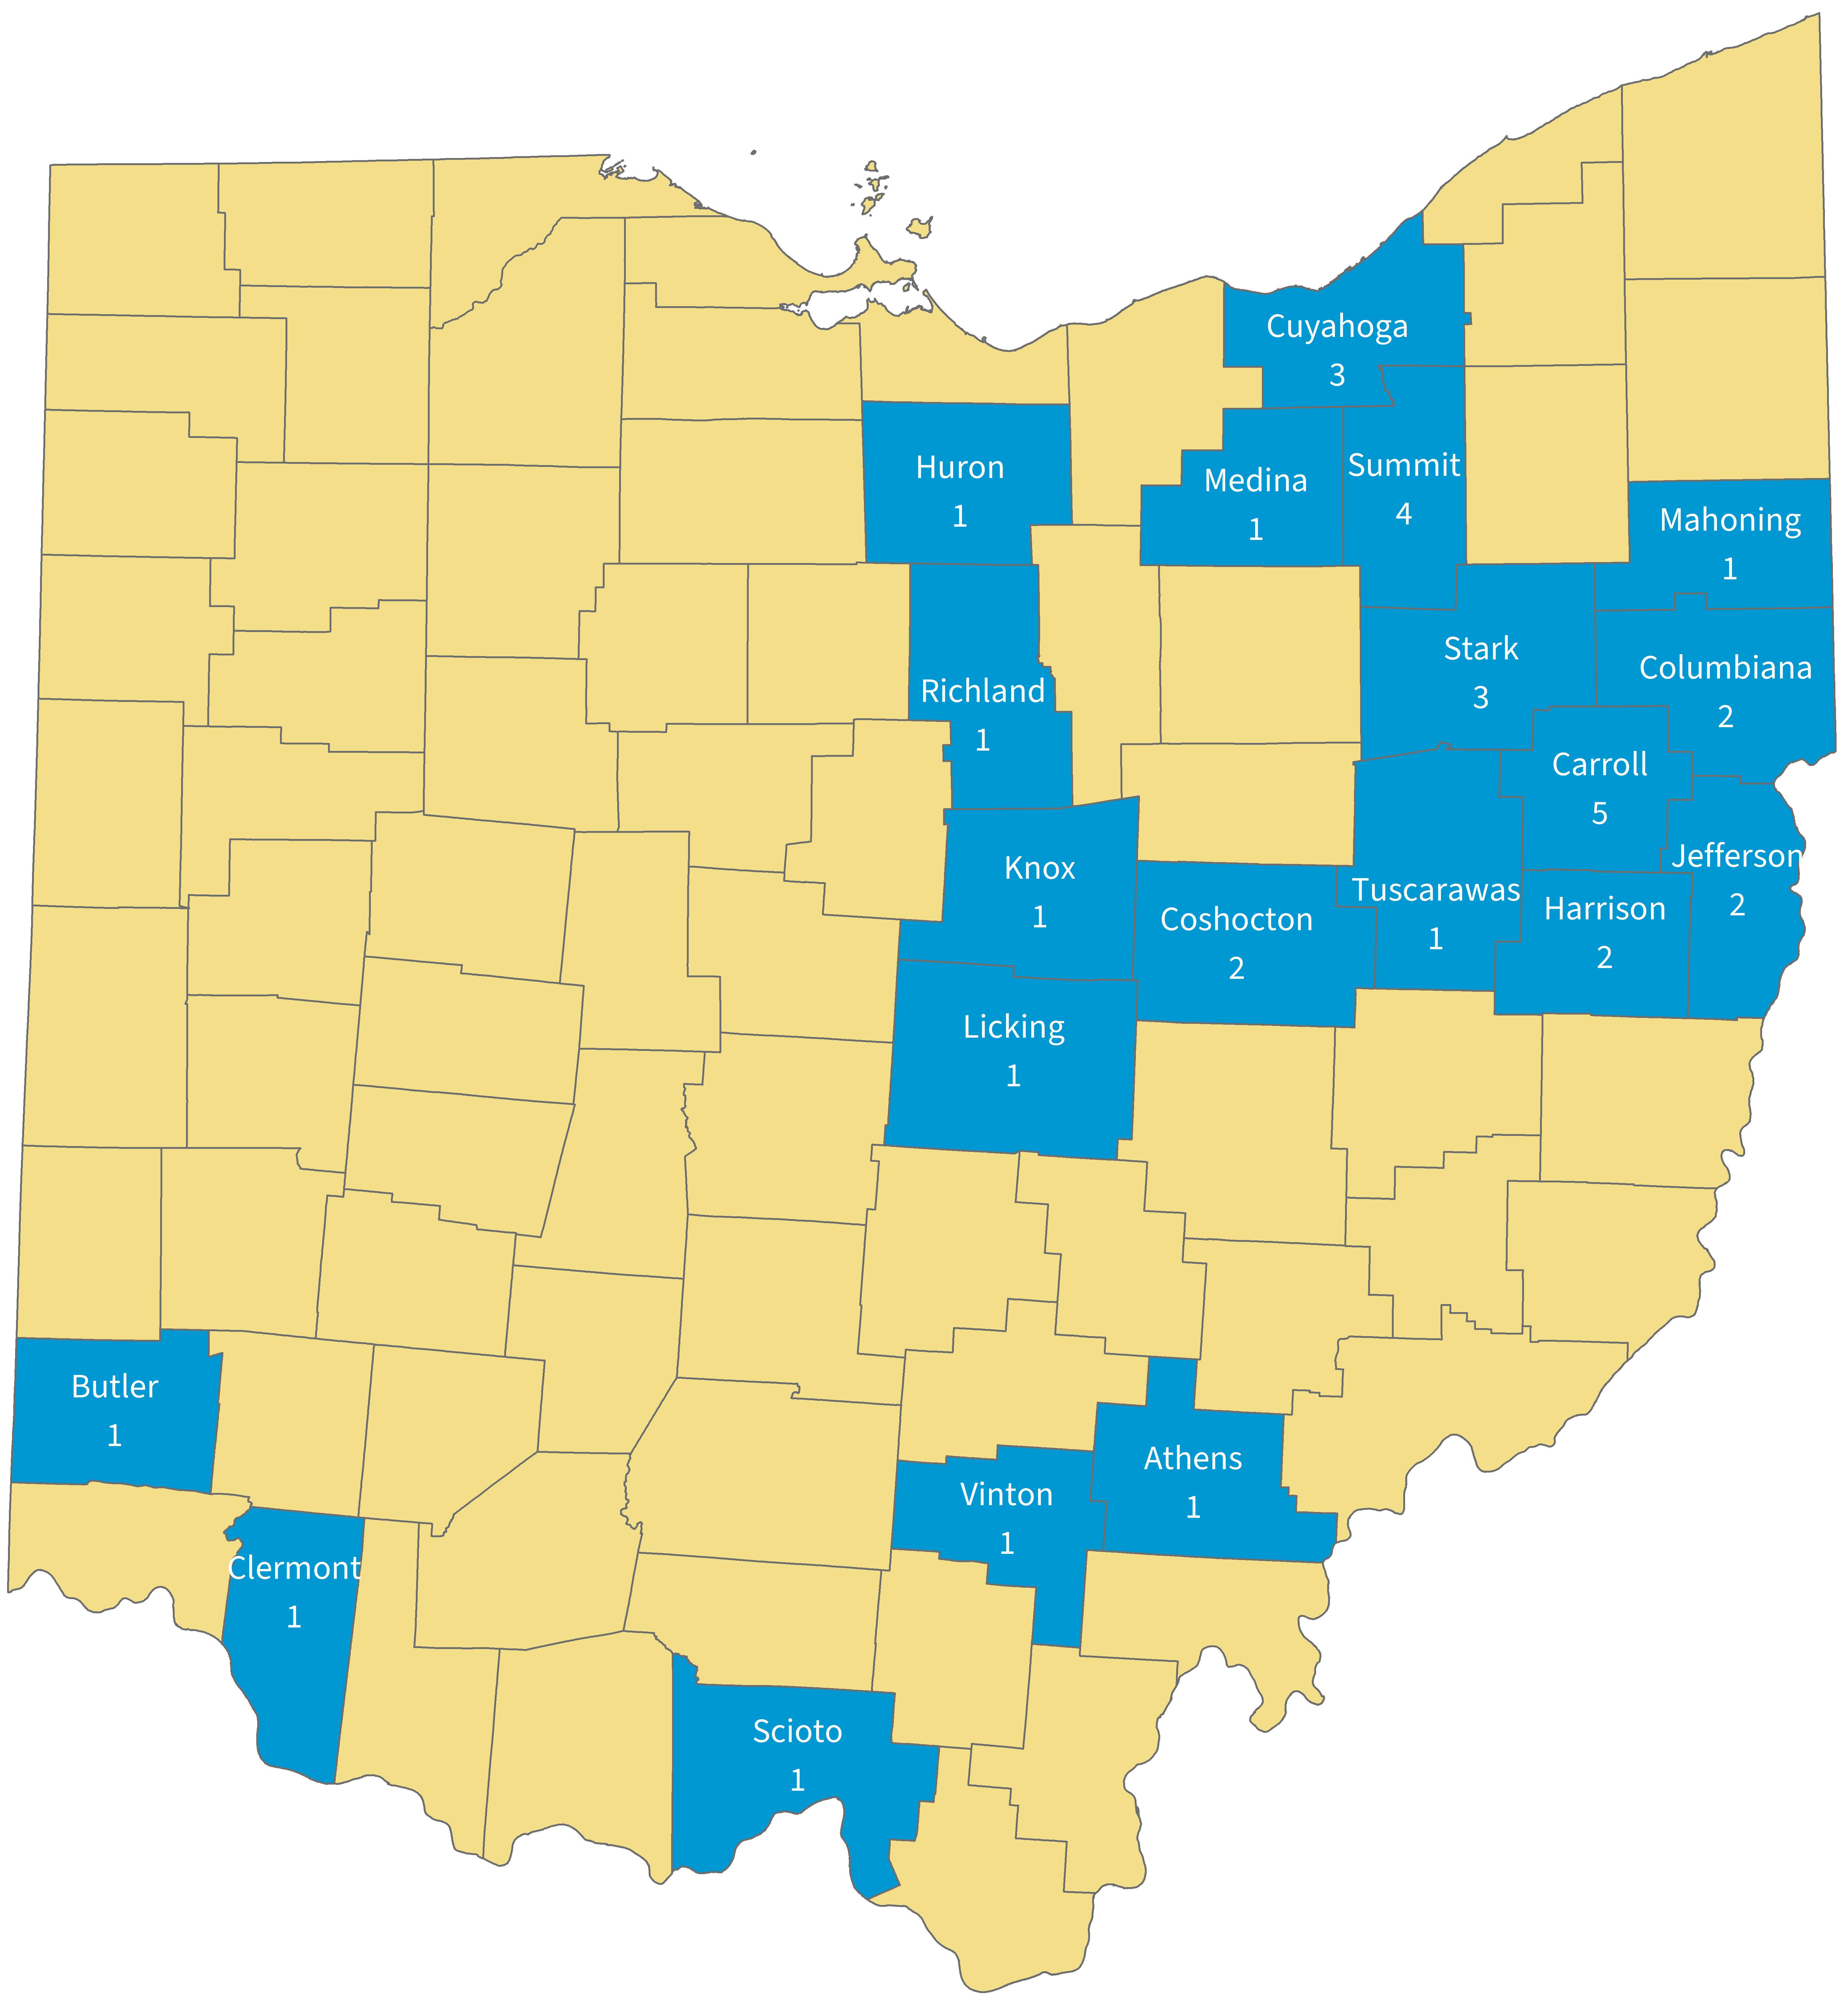 Cuyahoga
3
Huron
1
Medina
1
Summit
4
Mahoning
1
Stark
3
Columbiana
2
Richland
1
Carroll
5
Jefferson
2
Knox
1
Coshocton
2
Tuscarawas
1
Harrison
2
Licking
1
Butler
1
Athens
1
Vinton
1
Clermont
1
Scioto
1